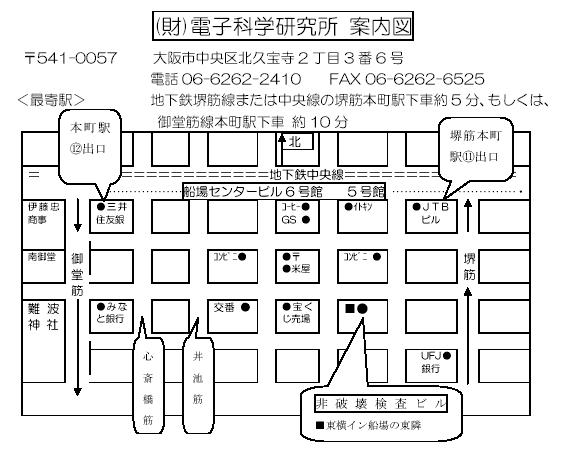 (財)電子科学研究所 案内図
〒541-0057 大阪市中央区北久宝寺２丁目３番６号
電話 06-6262-2410 FAX 06-6262-6525
＜最寄駅＞ 地下鉄堺筋線または中央線の堺筋本町駅下車約５分、もしくは、
御堂筋線本町駅下車 約１０分
本町駅
⑫出口
北
堺筋本町
駅⑪出口
地下鉄中央線
船場センタービル６号館 ５号館
伊藤忠
商事
●三井
住友銀
ｺｰﾋｰ●
GS ●
●ｲﾄｷﾝ
●ＪＴＢ
ビル
南御堂
御堂筋
ｺﾝﾋﾞﾆ●
●〒
●米屋
ｺﾝﾋﾞﾆ ●
堺筋
難波
神社
●みな
と銀行
交番 ●
●宝く
じ売場
■●
心斎橋筋
丼池筋
UFJ●
銀行
非破壊検査ビル
■東横イン船場の東隣